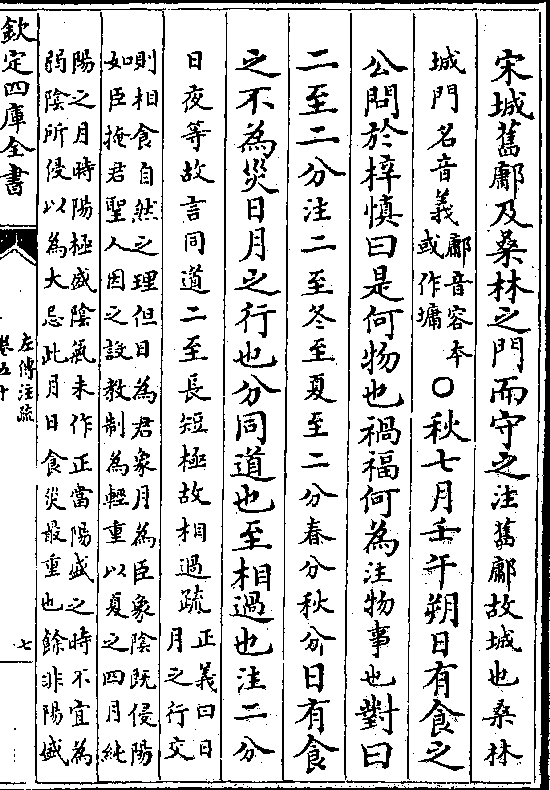 宋城舊鄘及桑林之門而守之注舊鄘故城也桑林
城門名音義鄘音容本
或作墉○秋七月壬午朔日有食之
公問於梓慎曰是何物也禍福何為注物事也對曰
二至二分注二至冬至夏至二分春分秋分日有食
之不為災日月之行也分同道也至相過也注二分
日夜等故言同道二至長短極故相過疏正義曰日
月之行交
則相食自然之理但日為君象月為臣象陰既侵陽
如臣掩君聖人因之設教制為輕重以夏之四月純
陽之月時陽極盛陰氣未作正當陽盛之時不宜為
弱陰所侵以為大忌此月日食災最重也餘非陽盛
欽定四庫全書
左傳注疏
卷五十
七